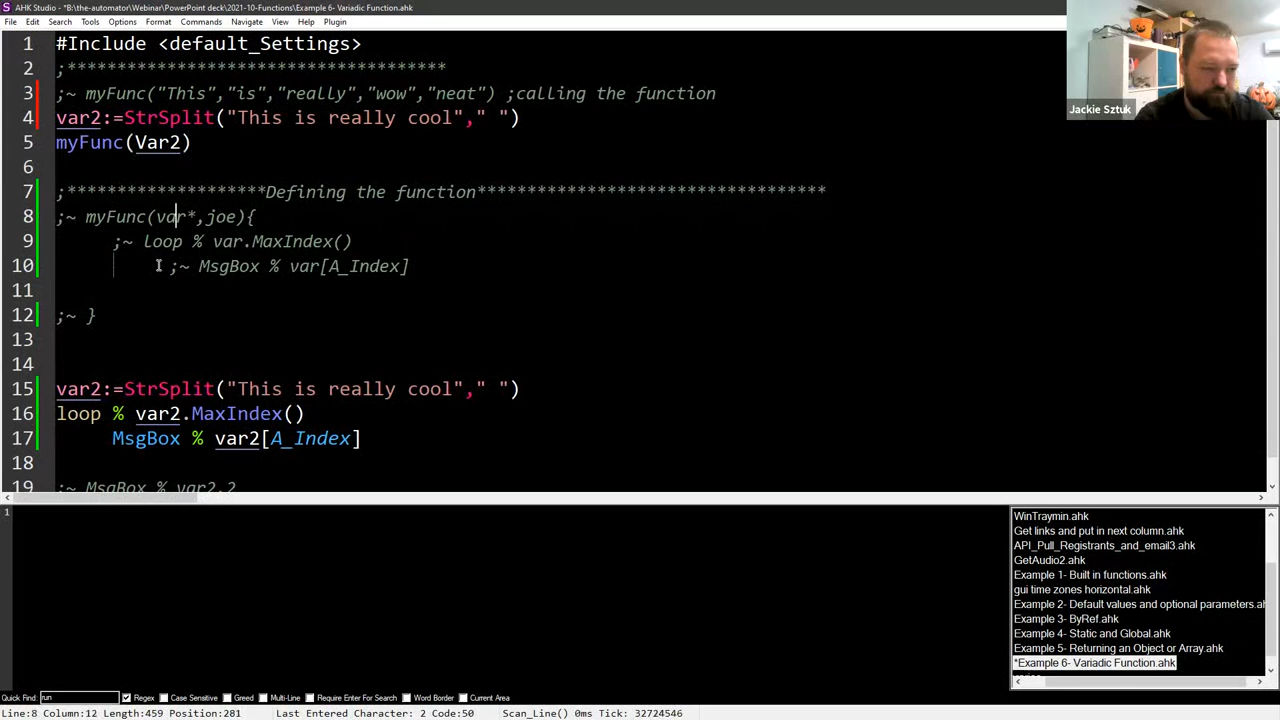 AHK Studio - *B:\the-automator\Webinar\PowerPoint deck\2021-10-Functions\Example 6- Variadic Function.ahk
File Edit Search Tools Options Format Commands Navigate View Help Plugin
1 #Include <default_Settings>
2 ;**************************************
3 ;~ myFunc("This","is","really","wow","neat") ;calling the function
4 var2:=StrSplit("This is really cool"," ")
5 myFunc(Var2)
6
7 ;********************Defining the function***********************************
8 ;~ myFunc(var*,joe){
9 ;~ loop % var.MaxIndex()
10 ;~ MsgBox % var[A_Index]
11
12 ;~ }
13
14
15 var2:=StrSplit("This is really cool"," ")
16 loop % var2.MaxIndex()
17 MsgBox % var2[A_Index]
18
19 ;~ MsgBox % var2.2
Jackie Sztuk
1
WinTraymin.ahk
Get links and put in next column.ahk
API_Pull_Registrants_and_email3.ahk
GetAudio2.ahk
Example 1- Built in functions.ahk
gui time zones horizontal.ahk
Example 2- Default values and optional parameters.ah
Example 3- ByRef.ahk
Example 4- Static and Global.ahk
Example 5- Returning an Object or Array.ahk
*Example 6- Variadic Function.ahk
Quick Find: run Regex Case Sensitive Greed Multi-Line Require Enter For Search Word Border Current Area
Line:8 Column:12 Length:459 Position:281 Last Entered Character: 2 Code:50 Scan_Line() 0ms Tick: 32724546